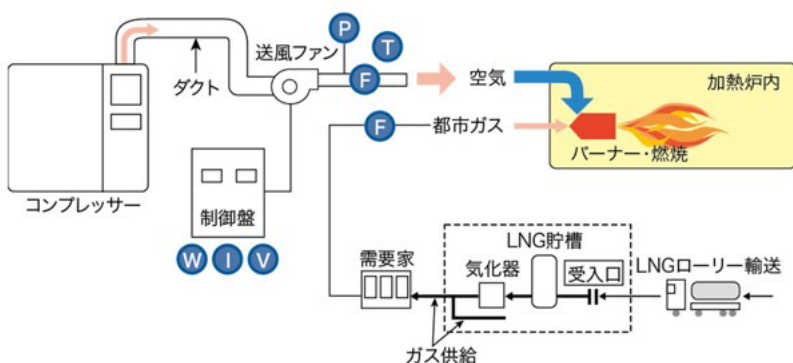 P
T
送風ファン
F
空気
加熱炉内
ダクト
F
都市ガス
バーナー・燃焼
コンプレッサー
制御盤
W
I
V
LNG貯槽
需要家
気化器
受入口
LNGローリー輸送
ガス供給